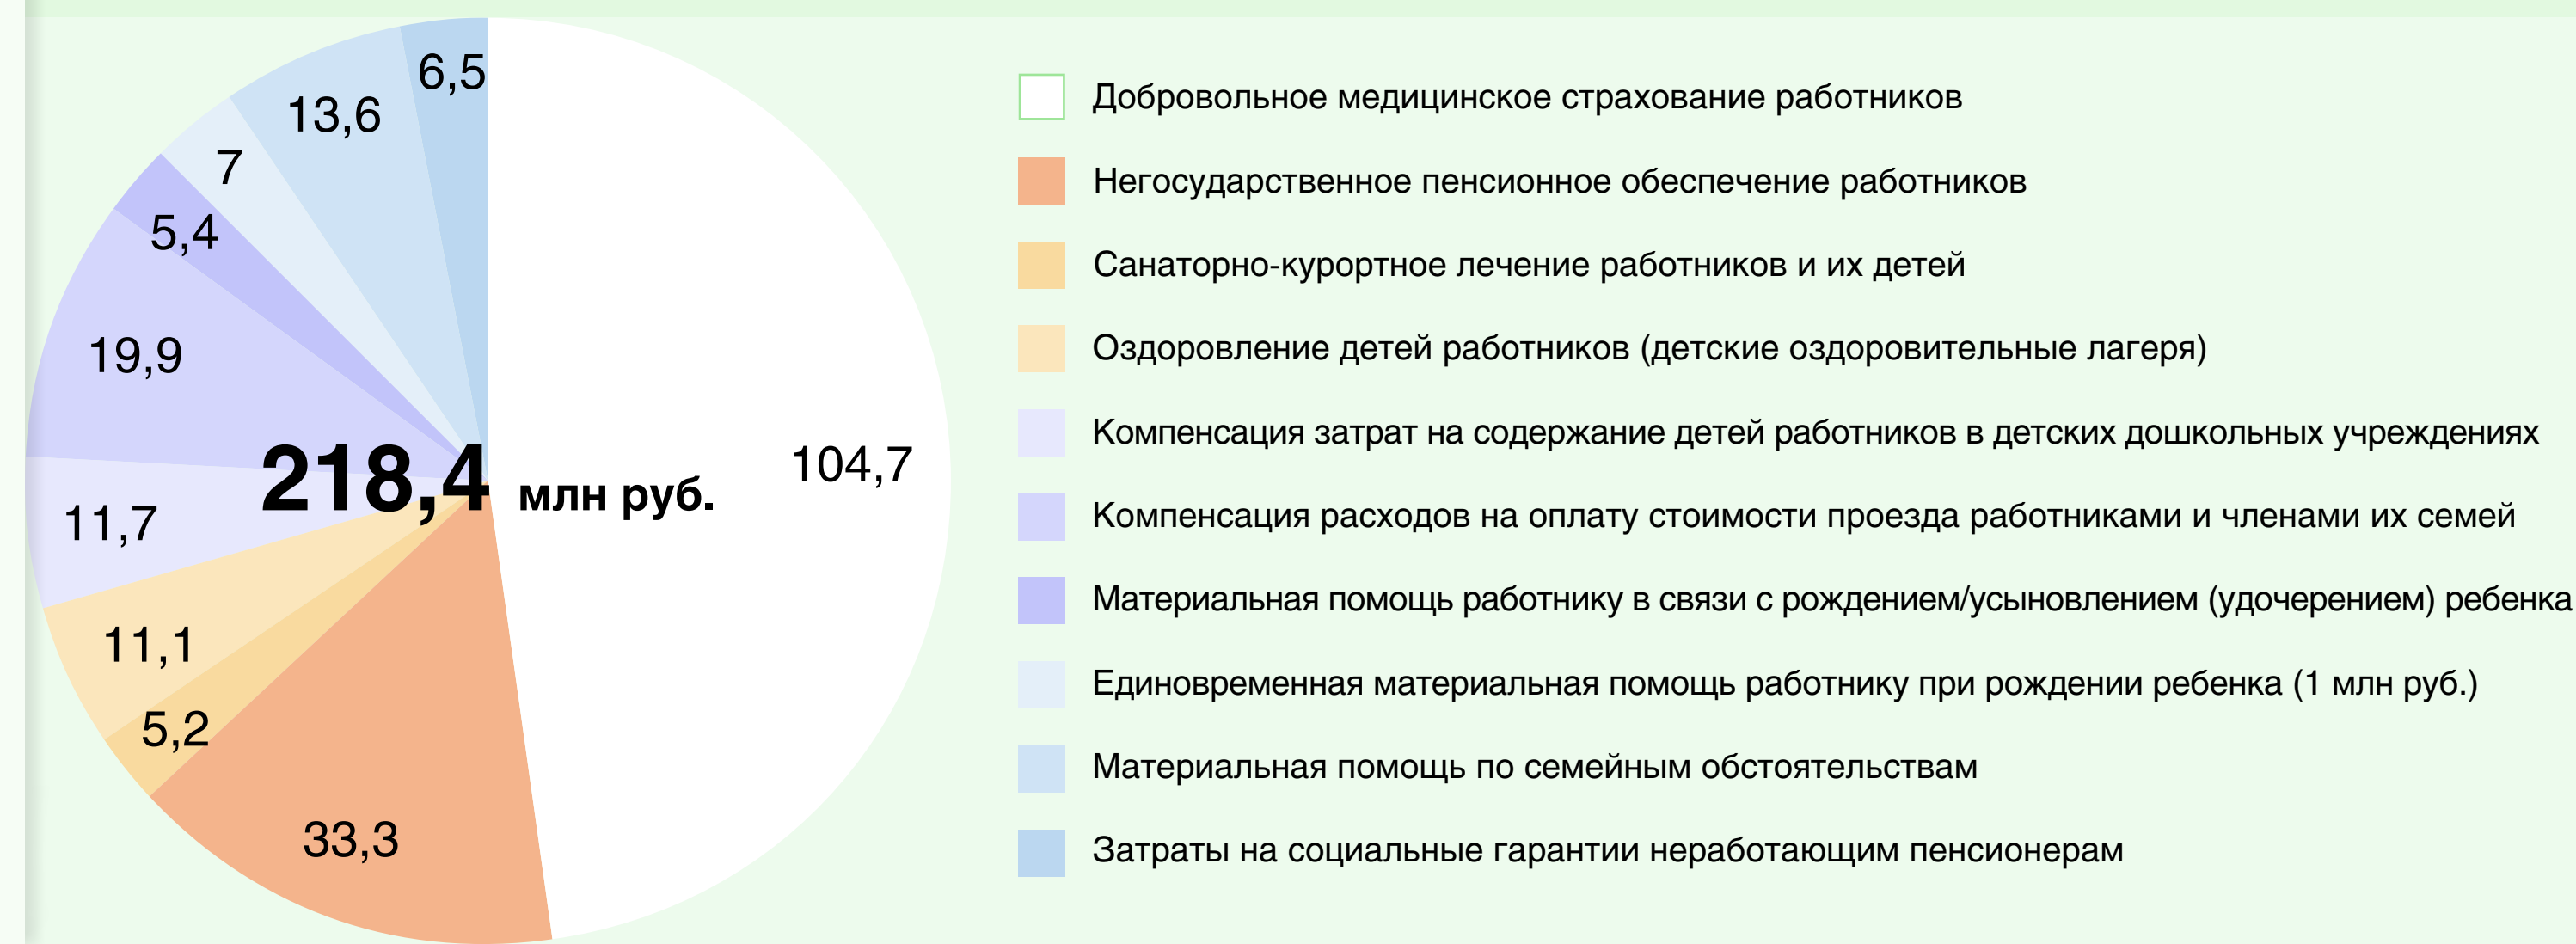 6,5
13,6
7
5,4
19,9
218,4 млн руб.
104,7
11,7
11,1
5,2
33,3
Добровольное медицинское страхование работников
Негосударственное пенсионное обеспечение работников
Санаторно-курортное лечение работников и их детей
Оздоровление детей работников (детские оздоровительные лагеря)
Компенсация затрат на содержание детей работников в детских дошкольных учреждениях
Компенсация расходов на оплату стоимости проезда работниками и членами их семей
Материальная помощь работнику в связи с рождением/усыновлением (удочерением) ребенка
Единовременная материальная помощь работнику при рождении ребенка (1 млн руб.)
Материальная помощь по семейным обстоятельствам
Затраты на социальные гарантии неработающим пенсионерам